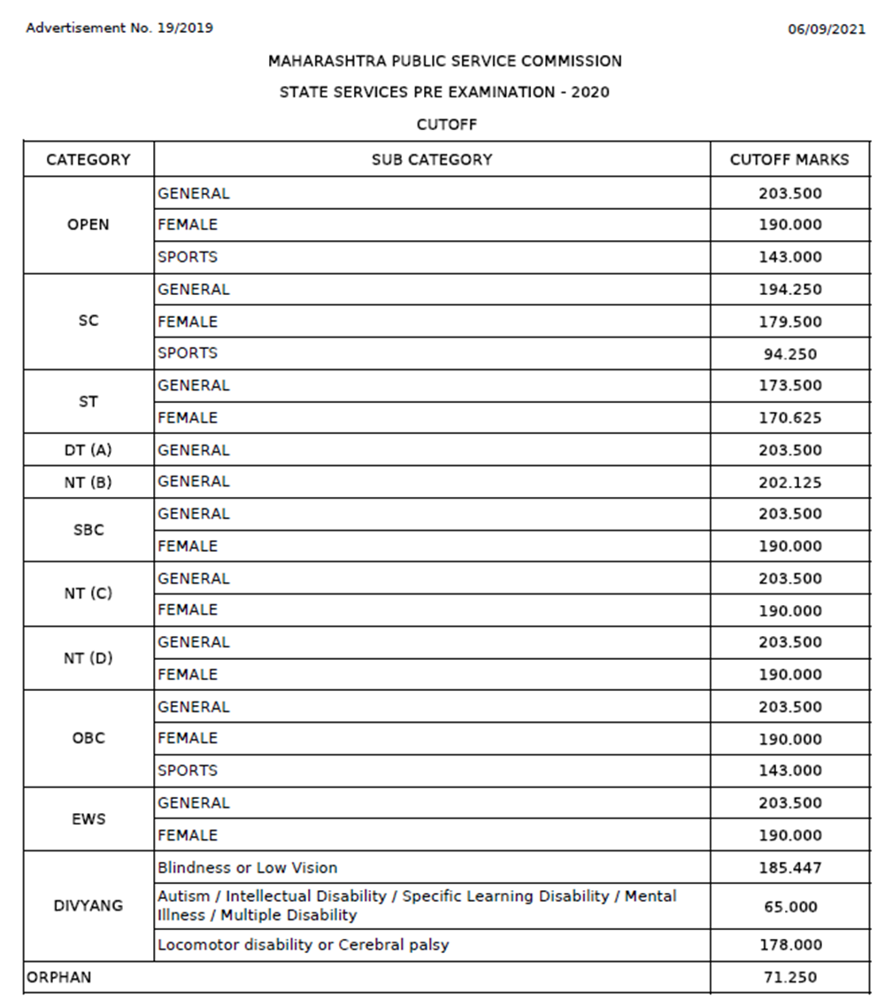 Advertisement No. 19/2019 06/09/2021
MAHARASHTRA PUBLIC SERVICE COMMISSION
STATE SERVICES PRE EXAMINATION - 2020
CUTOFF
CATEGORY SUB CATEGORY CUTOFF MARKS
OPEN
GENERAL 203.500
FEMALE 190.000
SPORTS 143.000
SC
GENERAL 194.250
FEMALE 179.500
SPORTS 94.250
ST
GENERAL 173.500
FEMALE 170.625
DT (A) GENERAL 203.500
NT (B) GENERAL 202.125
SBC
GENERAL 203.500
FEMALE 190.000
NT (C)
GENERAL 203.500
FEMALE 190.000
NT (D)
GENERAL 203.500
FEMALE 190.000
OBC
GENERAL 203.500
FEMALE 190.000
SPORTS 143.000
EWS
GENERAL 203.500
FEMALE 190.000
DIVYANG
Blindness or Low Vision 185.447
Autism / Intellectual Disability / Specific Learning Disability / Mental
Illness / Multiple Disability 65.000
Locomotor disability or Cerebral palsy 178.000
ORPHAN 71.250